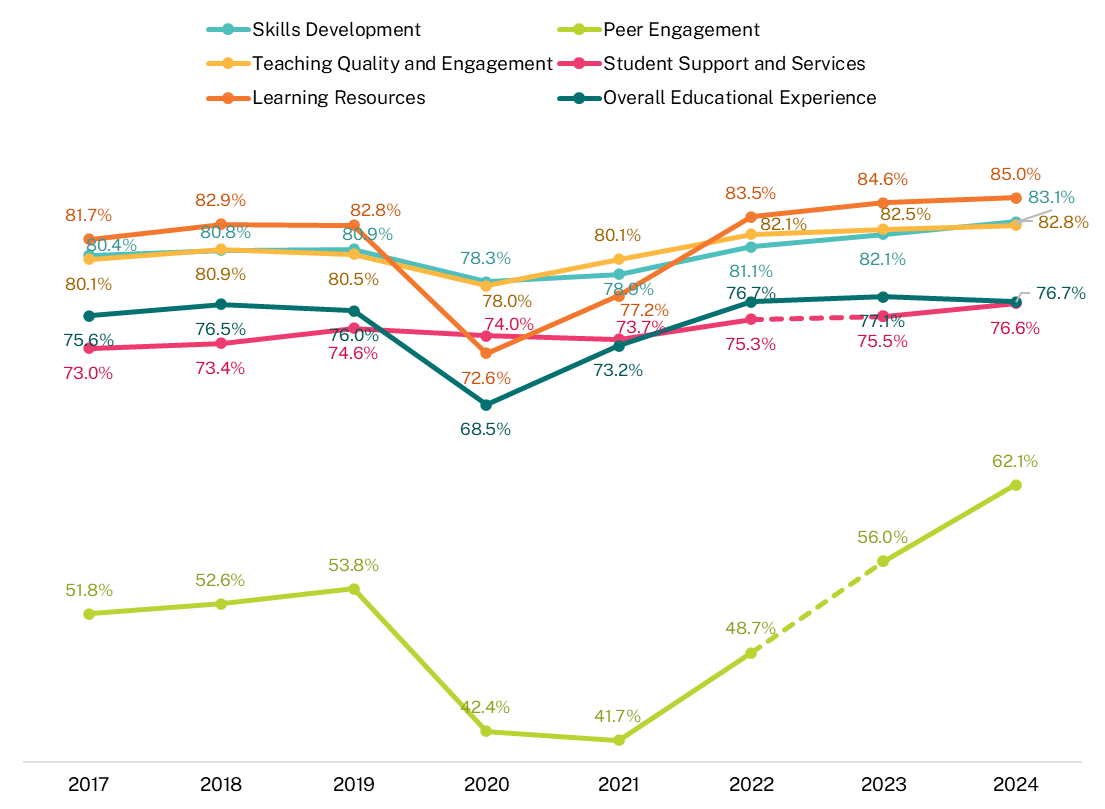 Skills Development Peer Engagement
Teaching Quality and Engagement Student Support and Services
Learning Resources Overall Educational Experience
85.0%
84.6%
83.5% 83.1%
82.9%
81.7% 82.8% 82.5% 82.8%
82.1%
80.4% 80.8% 80.9% 80.1%
78.3% 82.1%
80.1% 80.9% 80.5% 81.1%
78.9% 76.7% 76.7%
78.0% 77.2%
74.0% 73.7% 77.1% 76.6%
75.6% 76.5% 76.0% 75.3% 75.5%
73.0% 73.4% 74.6% 72.6% 73.2%
68.5%
62.1%
56.0%
53.8%
51.8% 52.6%
48.7%
42.4% 41.7%
2017 2018 2019 2020 2021 2022 2023 2024